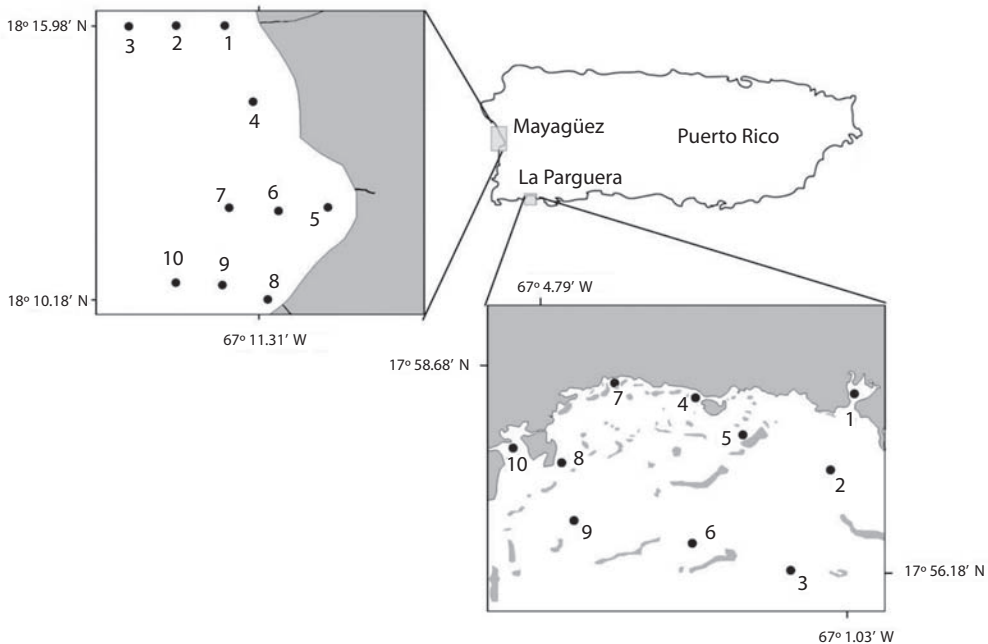 18º 15.98' N
3
2
1
4
7
6
5
10
9
8
18º 10.18' N
67º 11.31' W
Mayagüez
Puerto Rico
La Parguera
67º 4.79' W
17º 58.68' N
7
4
1
5
10
8
2
9
6
3
17º 56.18' N
67º 1.03' W